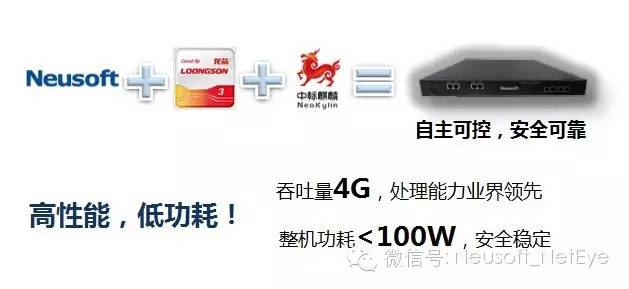 Neusoft
Loongson Inside
龙芯
LOONGSON
3
中标麒麟
NeoKylin
Neusoft
自主可控，安全可靠
高性能，低功耗！
吞吐量4G，处理能力业界领先
整机功耗<100W，安全稳定
微信号: Neusoft_NetEye